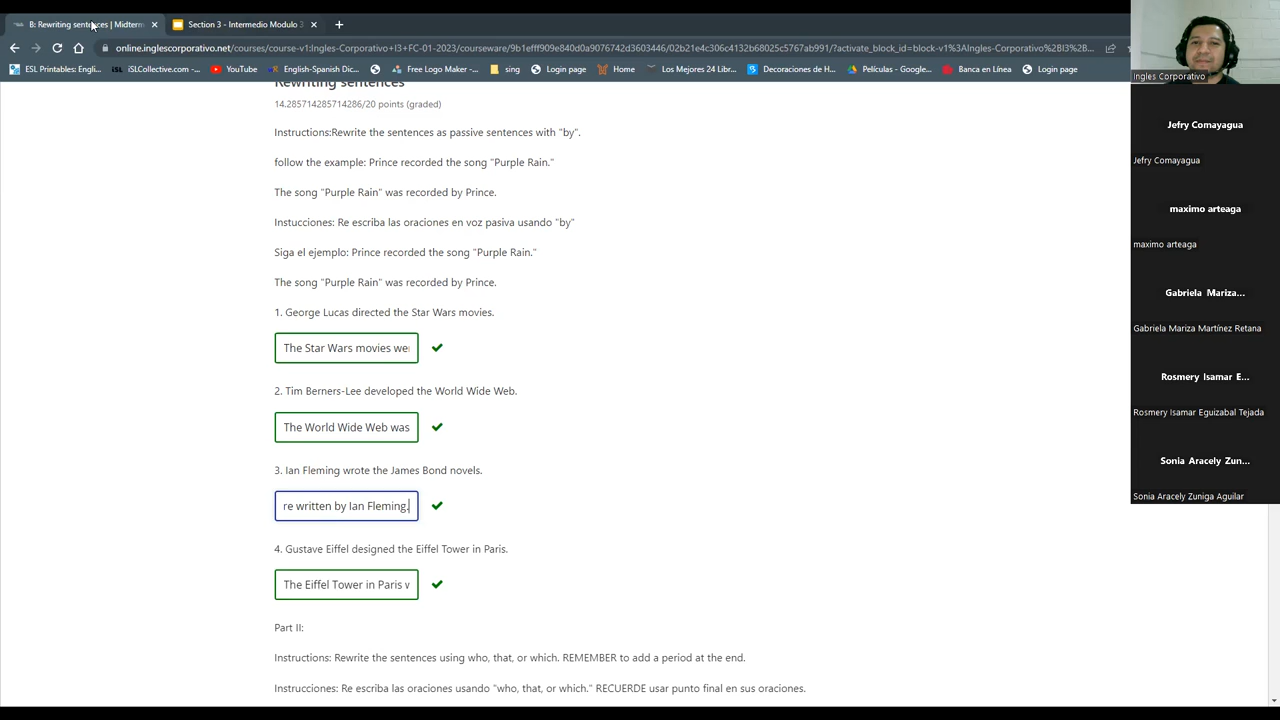 B: Rewriting sentences | Midterm
Section 3 - Intermedio Modulo 3
online.inglescorporativo.net/courses/course-v1:Ingles-Corporativo+I3+FC-01-2023/courseware/9b1efff909e840d0a9076742d3603446/02b21e4c306c4132b68025c5767ab991/?activate_block_id=block-v1%3AIngles-Corporativo%2BI3%2B...
ESL Printables: Engli...
iSLCollective.com -...
YouTube
English-Spanish Dic...
Free Logo Maker -...
sing
Login page
Home
Los Mejores 24 Libr...
Decoraciones de H...
Películas - Google...
Banca en Línea
Login page
Rewriting sentences
14.285714285714286/20 points (graded)
Instructions:Rewrite the sentences as passive sentences with "by".
follow the example: Prince recorded the song "Purple Rain."
The song "Purple Rain" was recorded by Prince.
Instucciones: Re escriba las oraciones en voz pasiva usando "by"
Siga el ejemplo: Prince recorded the song "Purple Rain."
The song "Purple Rain" was recorded by Prince.
1. George Lucas directed the Star Wars movies.
The Star Wars movies we
2. Tim Berners-Lee developed the World Wide Web.
The World Wide Web was
3. Ian Fleming wrote the James Bond novels.
re written by Ian Fleming.
4. Gustave Eiffel designed the Eiffel Tower in Paris.
The Eiffel Tower in Paris w
Part II:
Instructions: Rewrite the sentences using who, that, or which. REMEMBER to add a period at the end.
Instrucciones: Re escriba las oraciones usando "who, that, or which." RECUERDE usar punto final en sus oraciones.
Ingles Corporativo
Jefry Comayagua
Jefry Comayagua
maximo arteaga
maximo arteaga
Gabriela Mariza...
Gabriela Mariza Martínez Retana
Rosmery Isamar E...
Rosmery Isamar Eguizabal Tejada
Sonia Aracely Zun...
Sonia Aracely Zuniga Aguilar